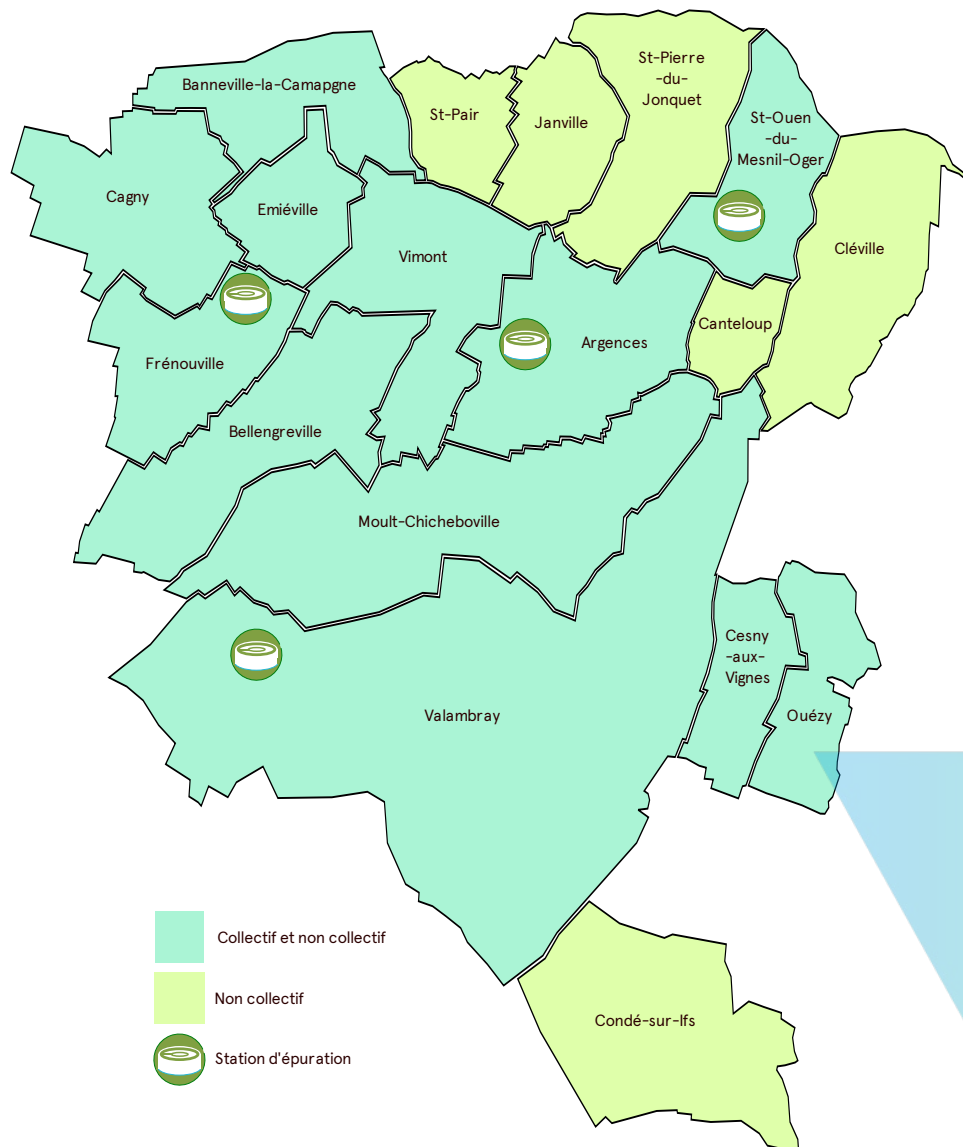 Banneville-la-Camapgne
St-Pair
Janville
St-Pierre
-du-
Jonquet
St-Ouen
-du-
Mesnil-Oger
Cagny
Emiéville
Vimont
Cléville
Frénouville
Argences
Canteloup
Bellengreville
Moult-Chicheboville
Cesny
-aux-
Vignes
Valambray
Ouézy
Collectif et non collectif
Non collectif
Station d'épuration
Condé-sur-Ifs